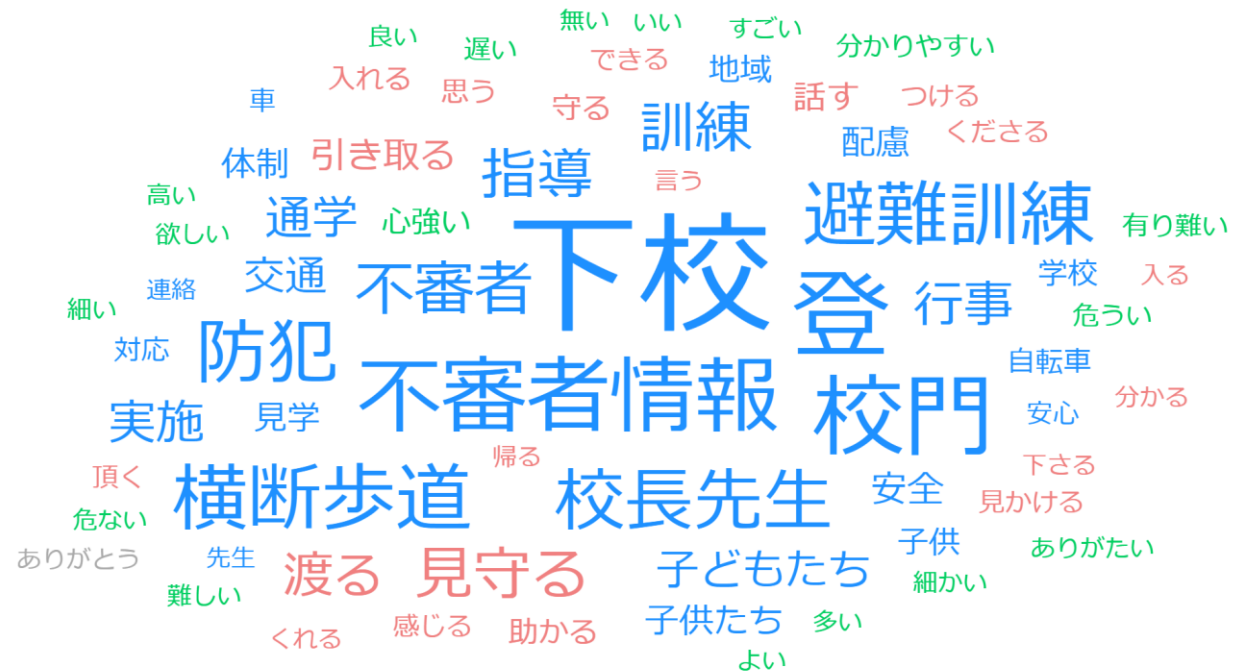 無い いい すごい
良い 遅い できる 地域 分かりやすい
入れる 思う 守る 訓練 話す つける
車 体制 引き取る 指導 言う 配慮 くださる
高い 通学 心強い 下校 避難訓練 有り難い
欲しい 交通 不審者 登 行事 学校 入る
細い 連絡 防犯 不審者情報 校門 危うい
対応 自転車
実施 見学 安心 分かる
頂く 横断歩道 帰る 校長先生 安全 下さる
危ない 見かける
ありがとう 先生 渡る 見守る 子どもたち 子供 ありがたい
難しい 細かい
くれる 感じる 助かる 子供たち 多い
よい